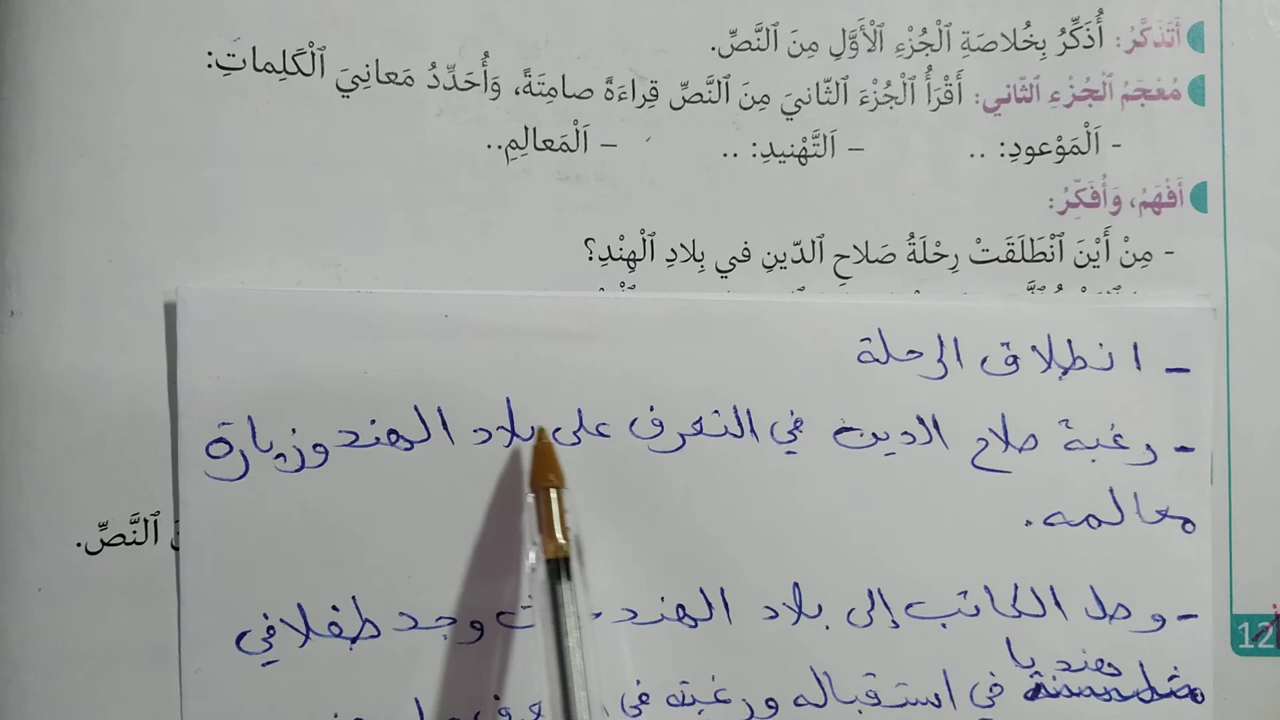 أَتَذَكَّرُ: أُذَكِّرُ بِخُلاصَةِ ٱلْجُزْءِ ٱلْأَوَّلِ مِنَ ٱلنَّصِّ.
مُعْجَمُ ٱلْجُزْءِ ٱلثّاني: أَقْرَأُ ٱلْجُزْءَ ٱلثّانيَ مِنَ ٱلنَّصِّ قِراءَةً صامِتَةً، وَأُحَدِّدُ مَعانِيَ ٱلْكَلِماتِ:
- اَلْمَوْعودِ: .. – اَلتَّهْنيدِ: .. – اَلْمَعالِمِ..
أَفْهَمُ، وَأُفَكِّرُ:
- مِنْ أَيْنَ ٱنْطَلَقَتْ رِحْلَةُ صَلاحِ ٱلدّينِ في بِلادِ ٱلْهِنْدِ؟
- انطلاق الرحلة
- رغبة صلاح الدين في التعرف على بلاد الهند وزيارة
معالمه.
ٱلنَّصِّ.
- وصل الكاتب إلى بلاد الهند وجد طفلا في
هنديا
في استقباله ورغبته في
12